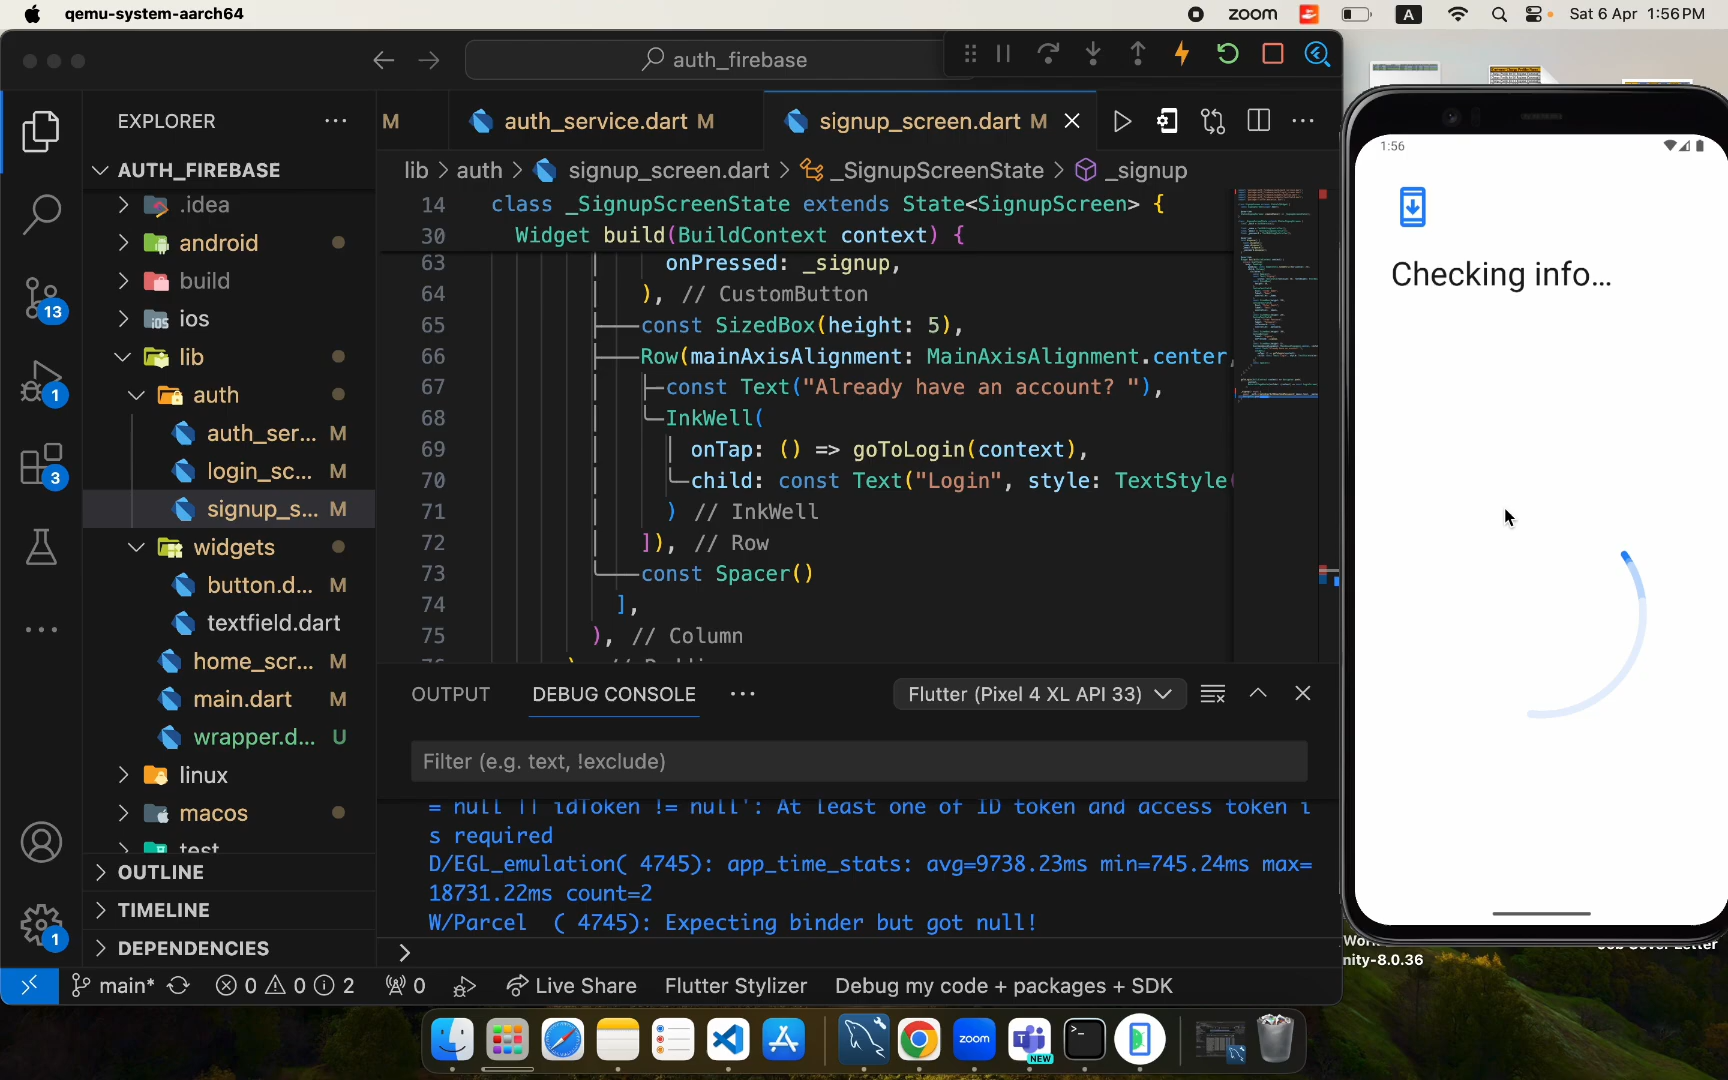 qemu-system-aarch64
zoom
A
Sat 6 Apr 1:56 PM
auth_firebase
EXPLORER
M
auth_service.dart M
signup_screen.dart M
AUTH_FIREBASE
lib > auth > signup_screen.dart > _SignupScreenState > _signup
.idea
android
build
ios
lib
auth
auth_ser... M
login_sc... M
signup_s... M
widgets
button.d... M
textfield.dart
home_scr... M
main.dart M
wrapper.d... U
linux
macos
test
OUTLINE
TIMELINE
DEPENDENCIES
13
1
3
1
14 class _SignupScreenState extends State<SignupScreen> {
30 Widget build(BuildContext context) {
63 onPressed: _signup,
64 ), // CustomButton
65 const SizedBox(height: 5),
66 Row(mainAxisAlignment: MainAxisAlignment.center,
67 const Text("Already have an account? "),
68 InkWell(
69 onTap: () => goToLogin(context),
70 child: const Text("Login", style: TextStyle(
71 ) // InkWell
72 ]), // Row
73 const Spacer()
74 ],
75 ), // Column
OUTPUT
DEBUG CONSOLE
Flutter (Pixel 4 XL API 33)
Filter (e.g. text, !exclude)
= null || idToken != null': At least one of ID token and access token i
s required
D/EGL_emulation( 4745): app_time_stats: avg=9738.23ms min=745.24ms max=
18731.22ms count=2
W/Parcel  ( 4745): Expecting binder but got null!
>
main* 0 0 2 0 Live Share Flutter Stylizer Debug my code + packages + SDK
1:56
Checking info...
nity-8.0.36
zoom
NEW